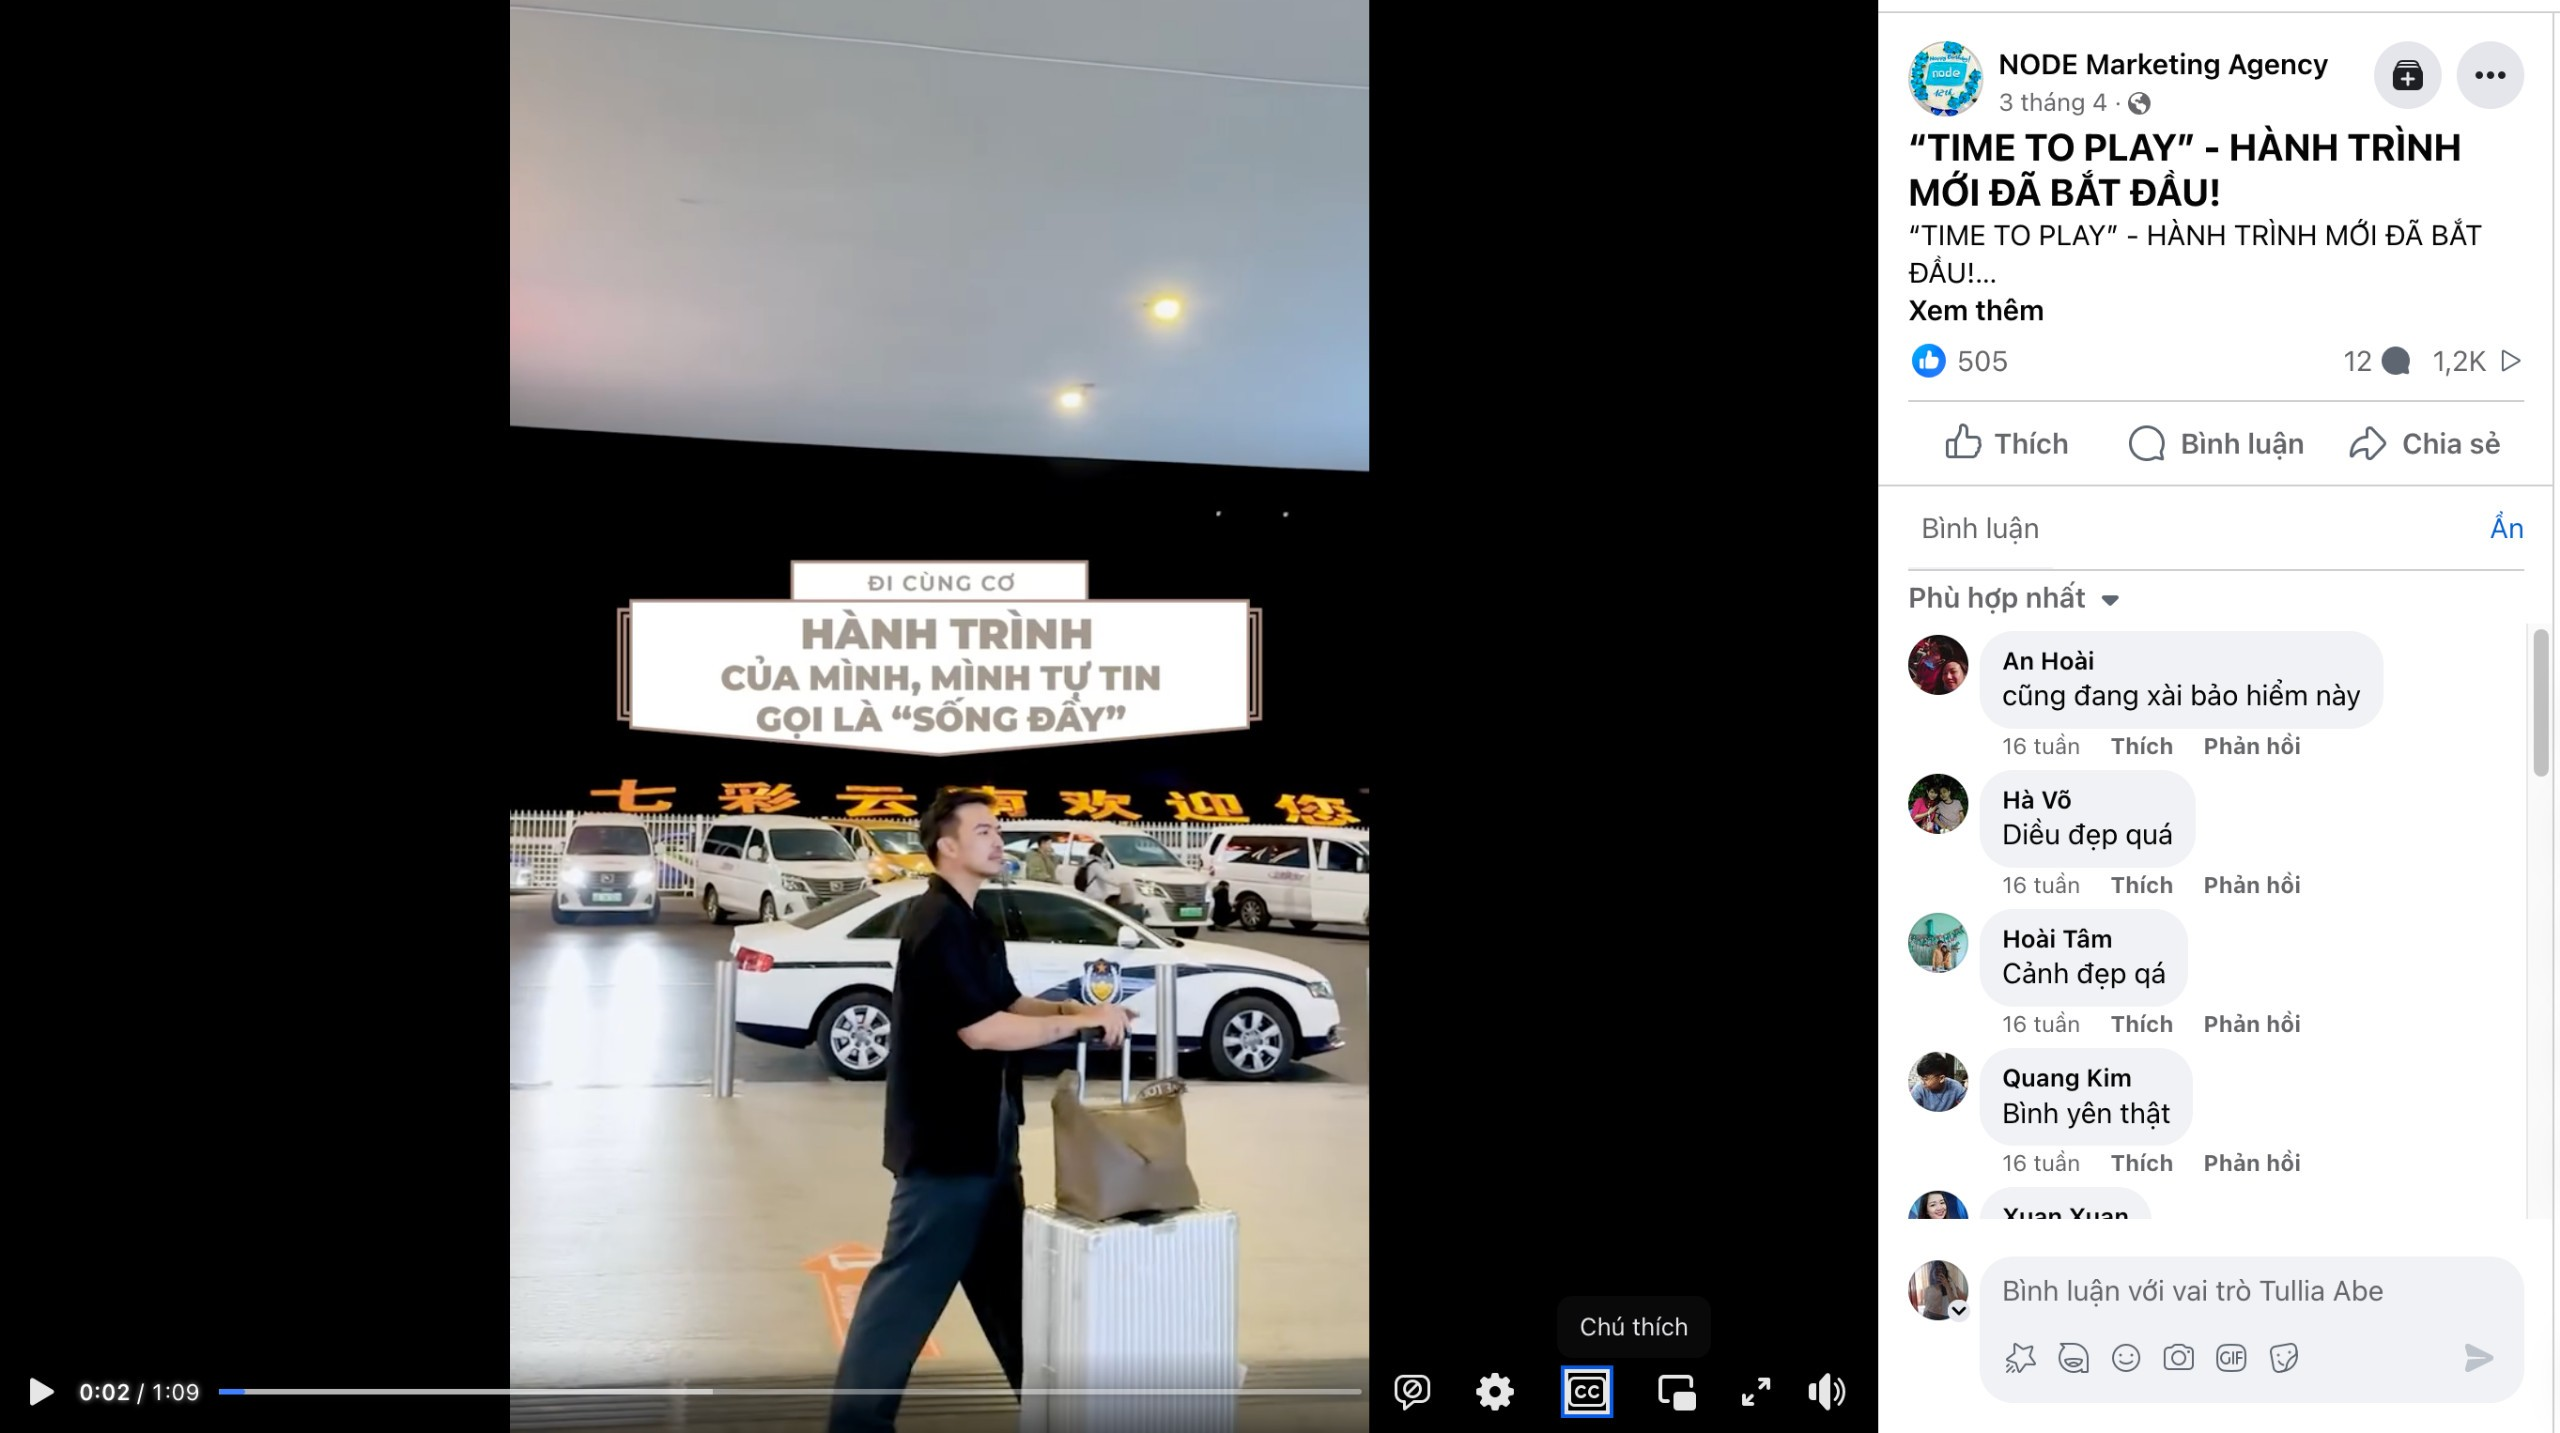 ĐI CÙNG CƠ
HÀNH TRÌNH
CỦA MÌNH, MÌNH TỰ TIN
GỌI LÀ “SỐNG ĐẦY”
七彩云南欢迎您
Chú thích
0:02 / 1:09
CC
node
NODE Marketing Agency
3 tháng 4 ·
“TIME TO PLAY” - HÀNH TRÌNH
MỚI ĐÃ BẮT ĐẦU!
“TIME TO PLAY” - HÀNH TRÌNH MỚI ĐÃ BẮT
ĐẦU!...
Xem thêm
505 12 1,2K
Thích Bình luận Chia sẻ
Bình luận Ẩn
Phù hợp nhất
An Hoài
cũng đang xài bảo hiểm này
16 tuần Thích Phản hồi
Hà Võ
Diều đẹp quá
16 tuần Thích Phản hồi
Hoài Tâm
Cảnh đẹp qá
16 tuần Thích Phản hồi
Quang Kim
Bình yên thật
16 tuần Thích Phản hồi
Xuan Xuan
Bình luận với vai trò Tullia Abe
GIF